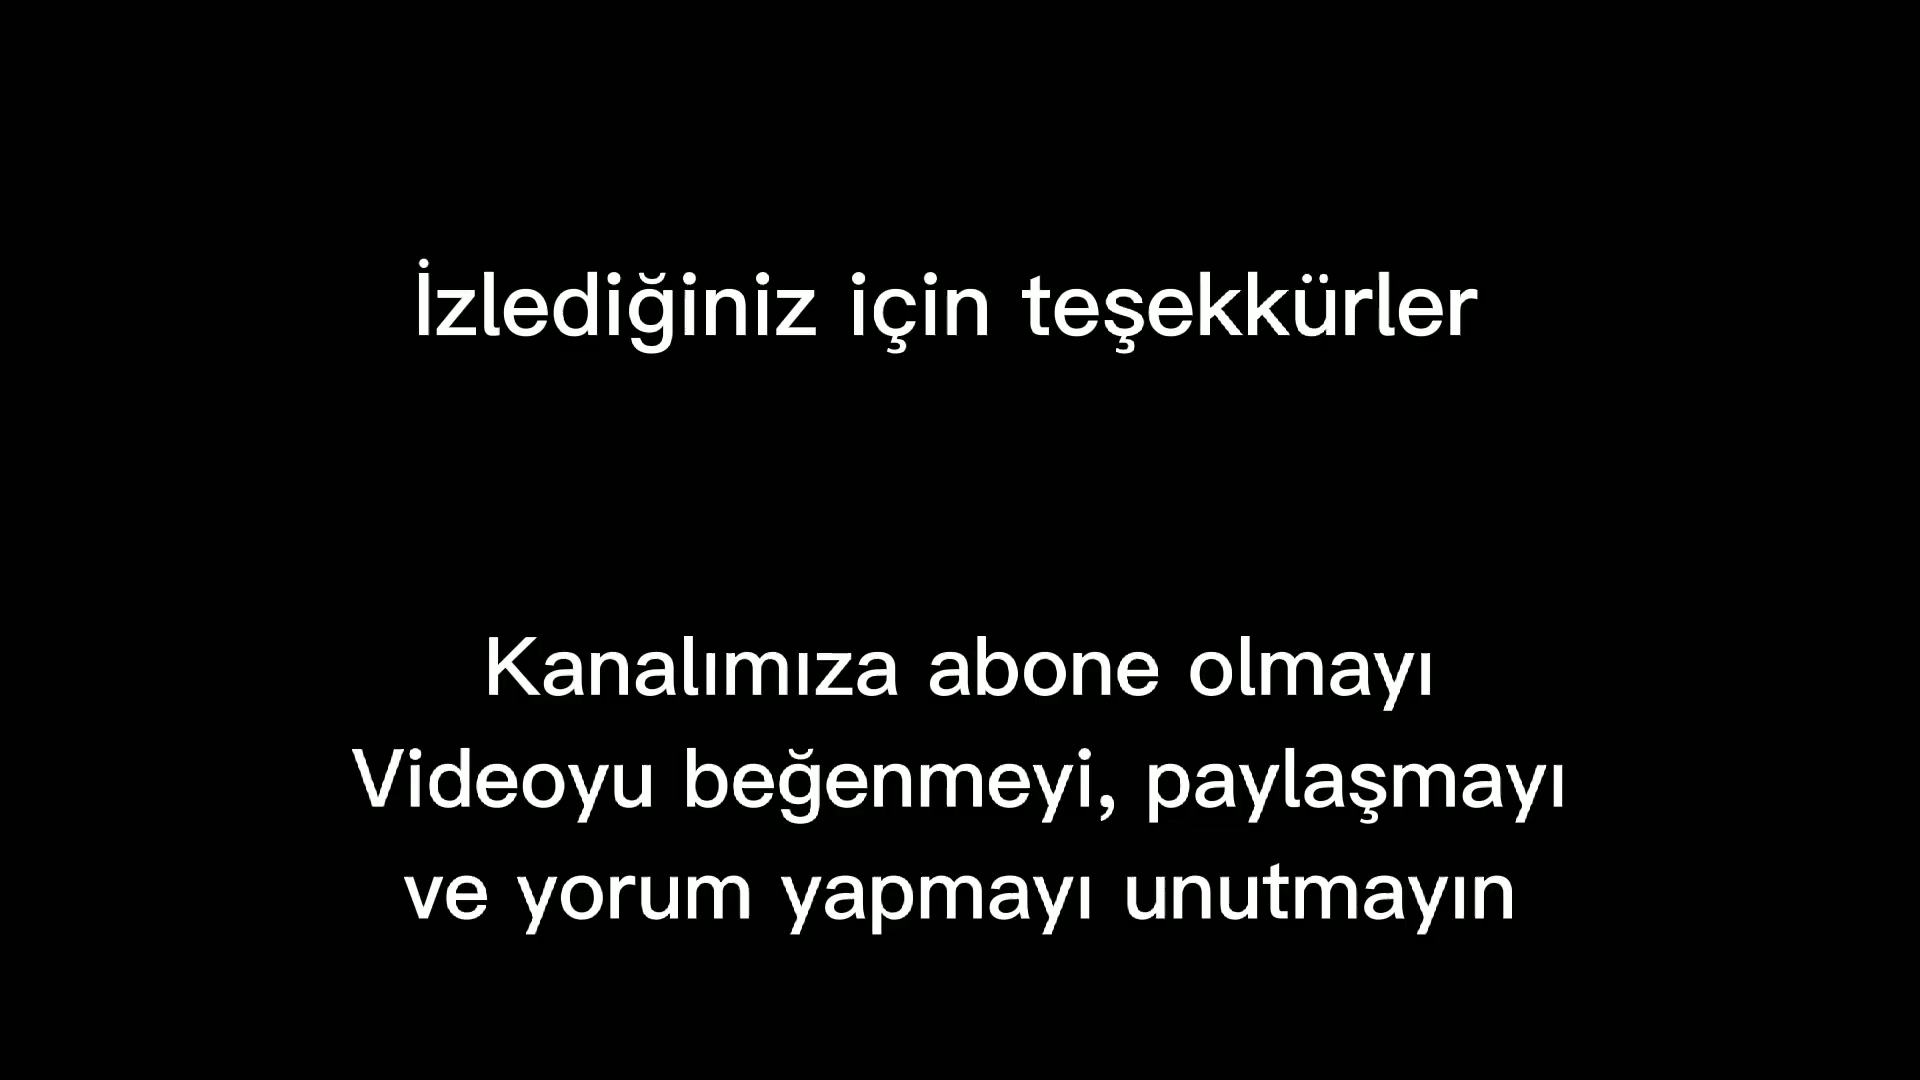 İzlediğiniz için teşekkürler
Kanalımıza abone olmayı
Videoyu beğenmeyi, paylaşmayı
ve yorum yapmayı unutmayın